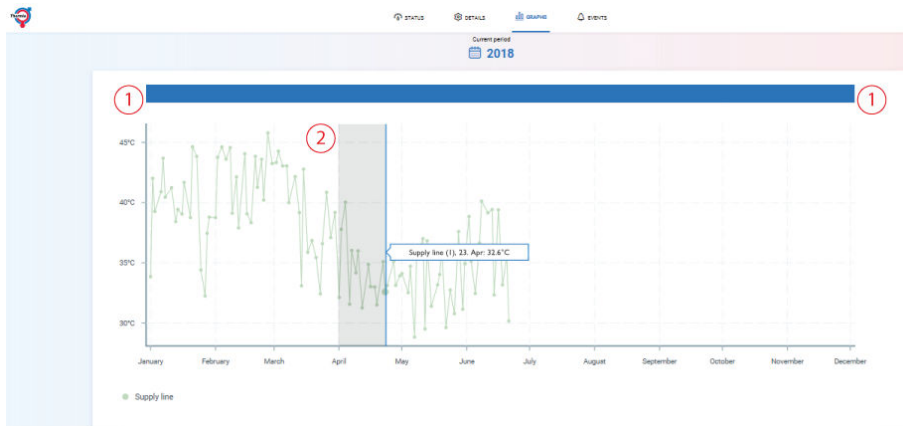 Thermia
STATUS
DETAILS
GRAPHS
EVENTS
Current period
2018
1
1
2
45°C
40°C
35°C
30°C
Supply line (1), 23. Apr: 32.6°C
January February March April May June July August September October November December
Supply line